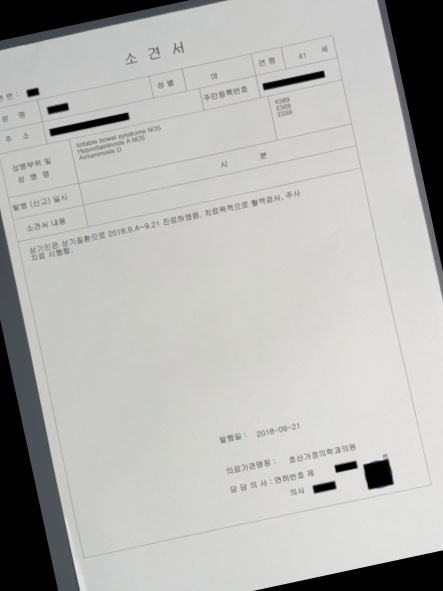 소 견 서
번 :
성 명
성 별
여
연 령
41 세
주 소
주민등록번호
상병부위 및
상 병 명
Irritable bowel syndrome NOS
Hypovitaminosis A NOS
Avitaminosis D
K589
E509
E559
발병 (신고) 일시
시 분
소견서 내용
상기인은 상기질환으로 2018.9.4~9.21 진료하였음. 치료목적으로 혈액검사, 주사
치료 시행함.
발행일 : 2018-09-21
의료기관명칭 : 효산가정의학과의원
담 당 의 사 : 면허번호 제
의사